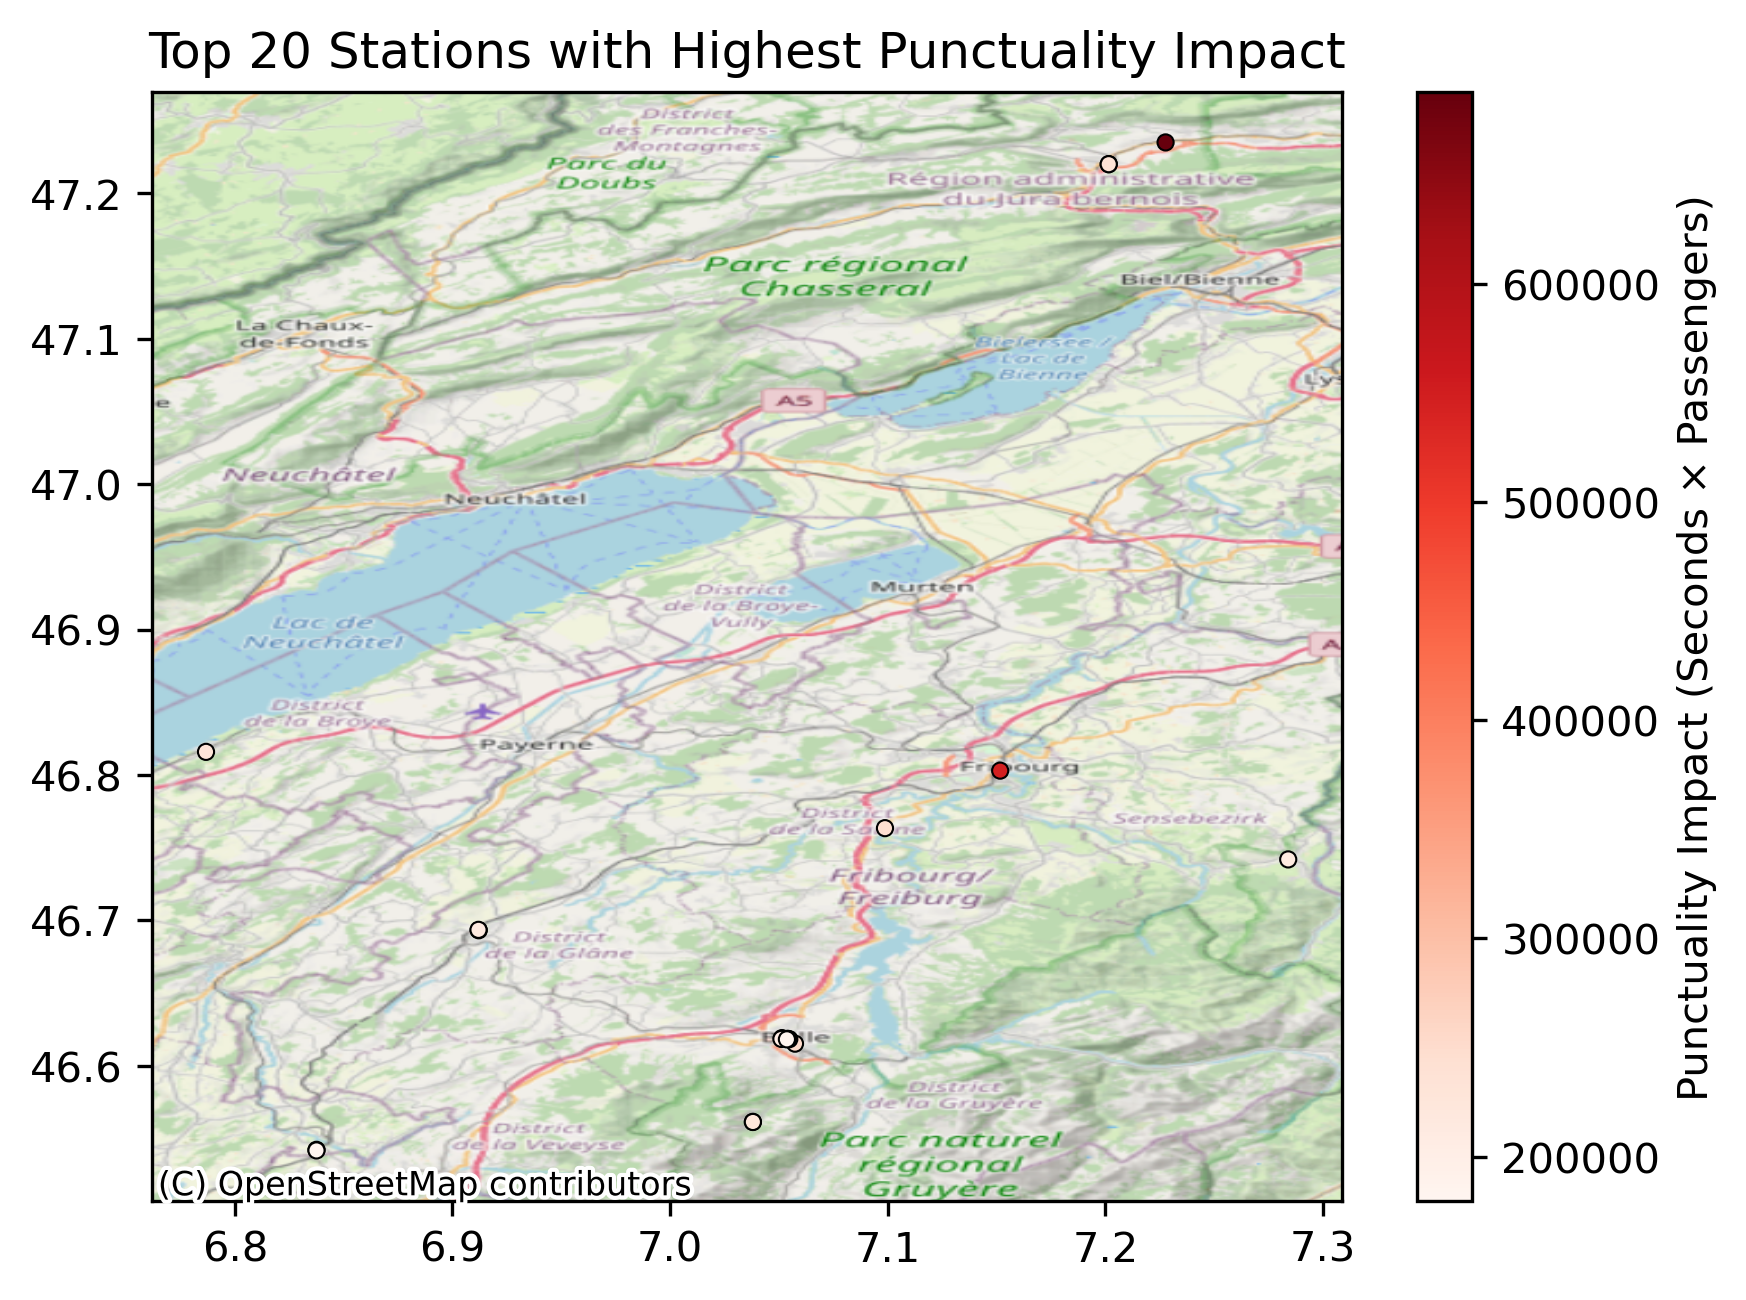 Top 20 Stations with Highest Punctuality Impact
District
des Franches-
Montagnes
Parc du
Doubs
Région administrative
du Jura bernois
Parc régional
Chasseral
Biel/Bienne
La Chaux-
de-Fonds
Bielersee /
Lac de
Bienne
Lys
A5
e
Neuchâtel
Neuchâtel
A
Murten
District
de la Broye-
Vully
Lac de
Neuchâtel
A
District
de la Broye
Payerne
Fribourg
District
de la Sarine
Sensebezirk
Fribourg/
Freiburg
District
de la Glâne
Bulle
District
de la Gruyère
District
de la Veveyse
Parc naturel
régional
Gruyère
(C) OpenStreetMap contributors
47.2
47.1
47.0
46.9
46.8
46.7
46.6
6.8 6.9 7.0 7.1 7.2 7.3
600000
500000
400000
300000
200000
Punctuality Impact (Seconds × Passengers)